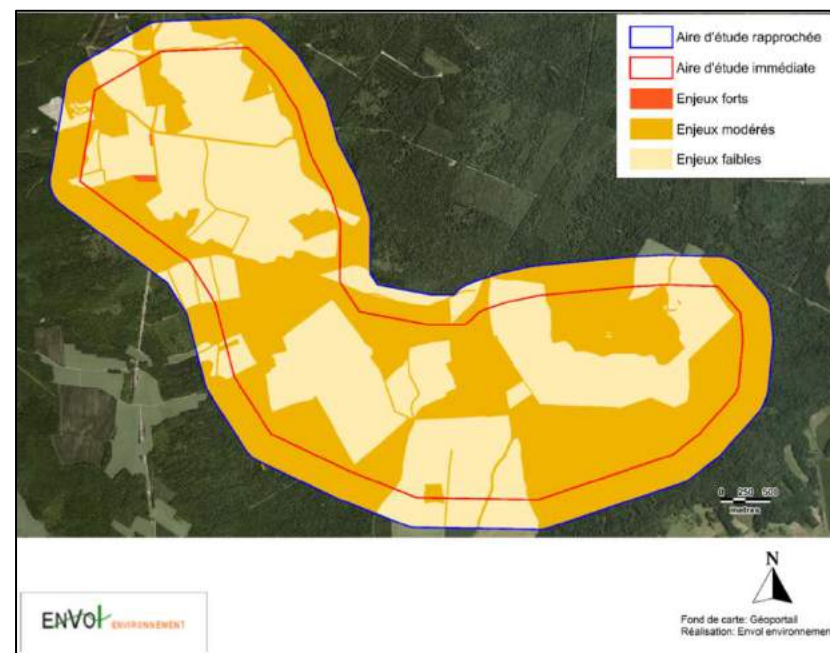 Aire d'étude rapprochée
Aire d'étude immédiate
Enjeux forts
Enjeux modérés
Enjeux faibles
0 250 500
metres
N
Fond de carte: Géoportail
Réalisation: Envol environnement
ENVOL ENVIRONNEMENT